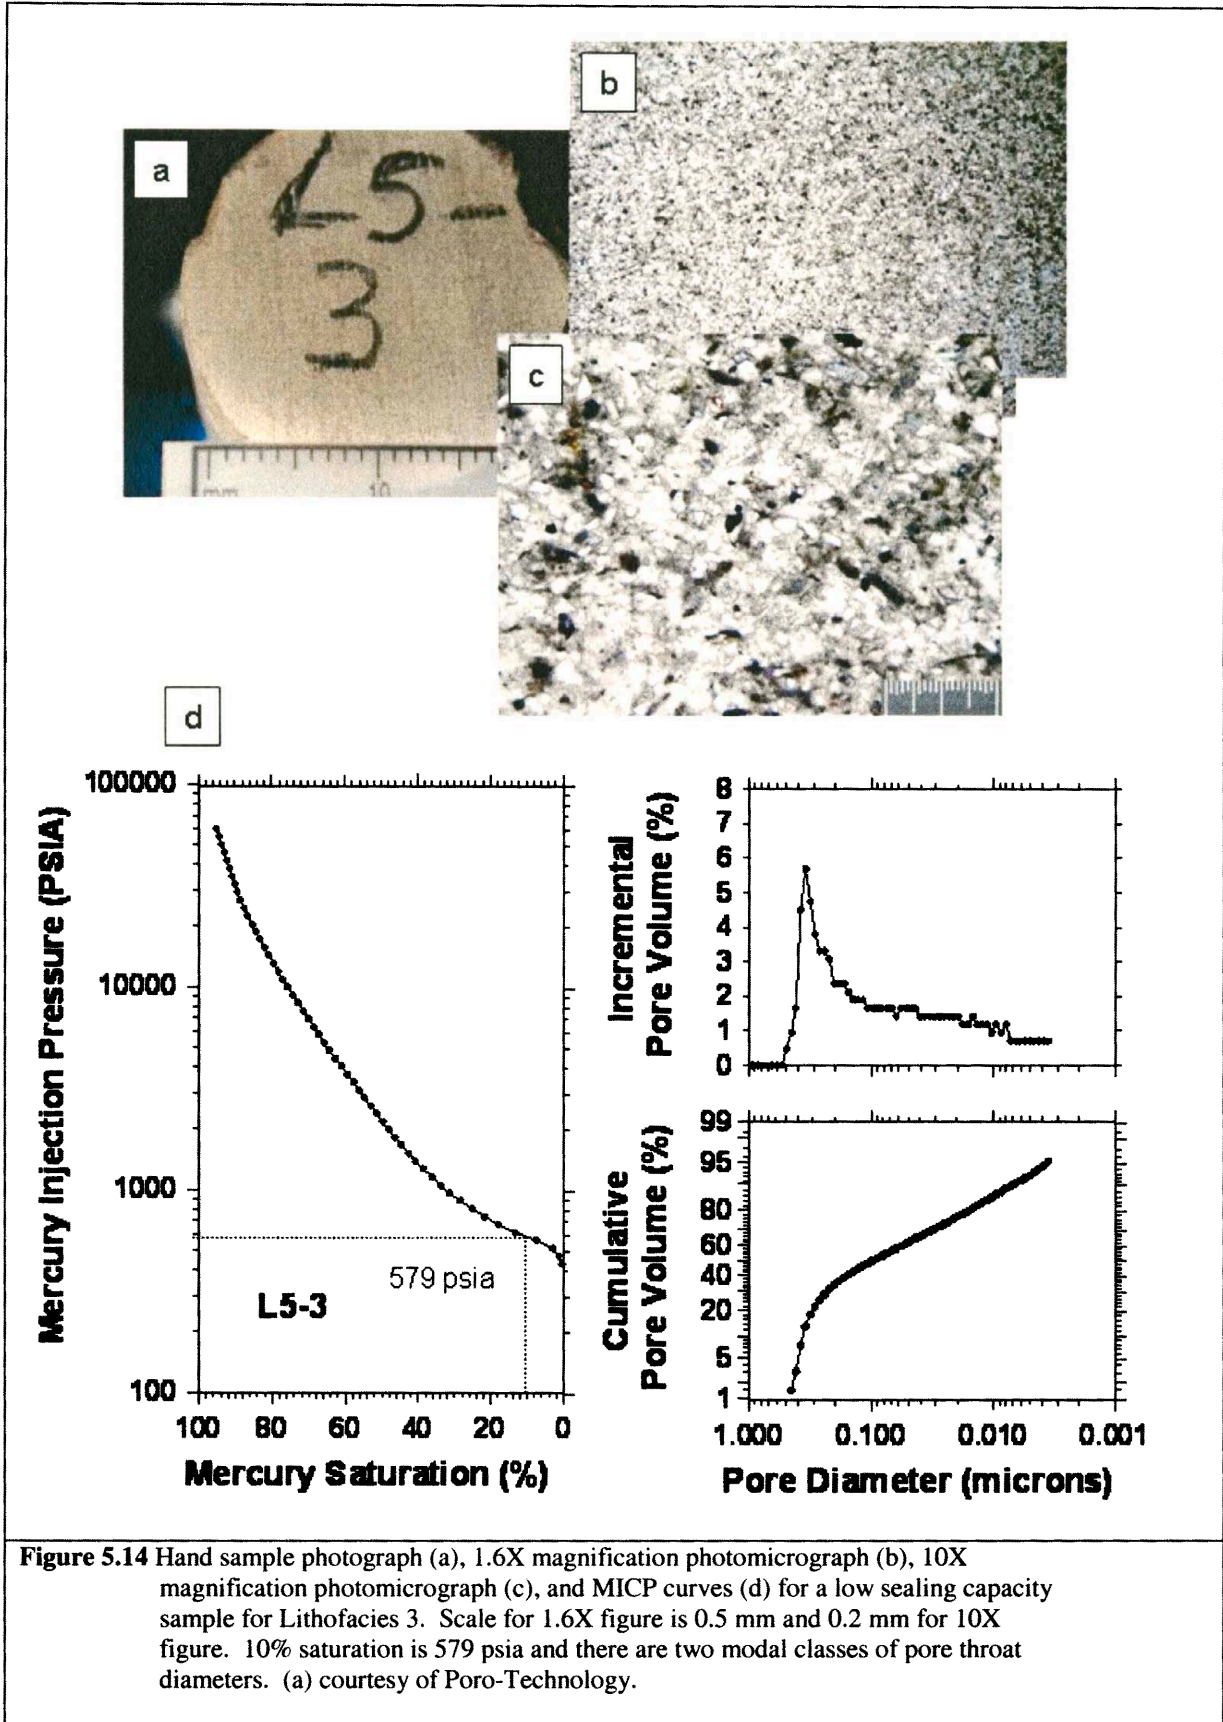 a
b
L5-
3
c
mm
10
d
Mercury Injection Pressure (PSIA)
100000
10000
1000
100
579 psia
L5-3
100 80 60 40 20 0
Mercury Saturation (%)
Incremental
Pore Volume (%)
8
7
6
5
4
3
2
1
0
Cumulative
Pore Volume (%)
99
95
80
60
40
20
5
1
1.000 0.100 0.010 0.001
Pore Diameter (microns)
Figure 5.14 Hand sample photograph (a), 1.6X magnification photomicrograph (b), 10X
magnification photomicrograph (c), and MICP curves (d) for a low sealing capacity
sample for Lithofacies 3. Scale for 1.6X figure is 0.5 mm and 0.2 mm for 10X
figure. 10% saturation is 579 psia and there are two modal classes of pore throat
diameters. (a) courtesy of Poro-Technology.